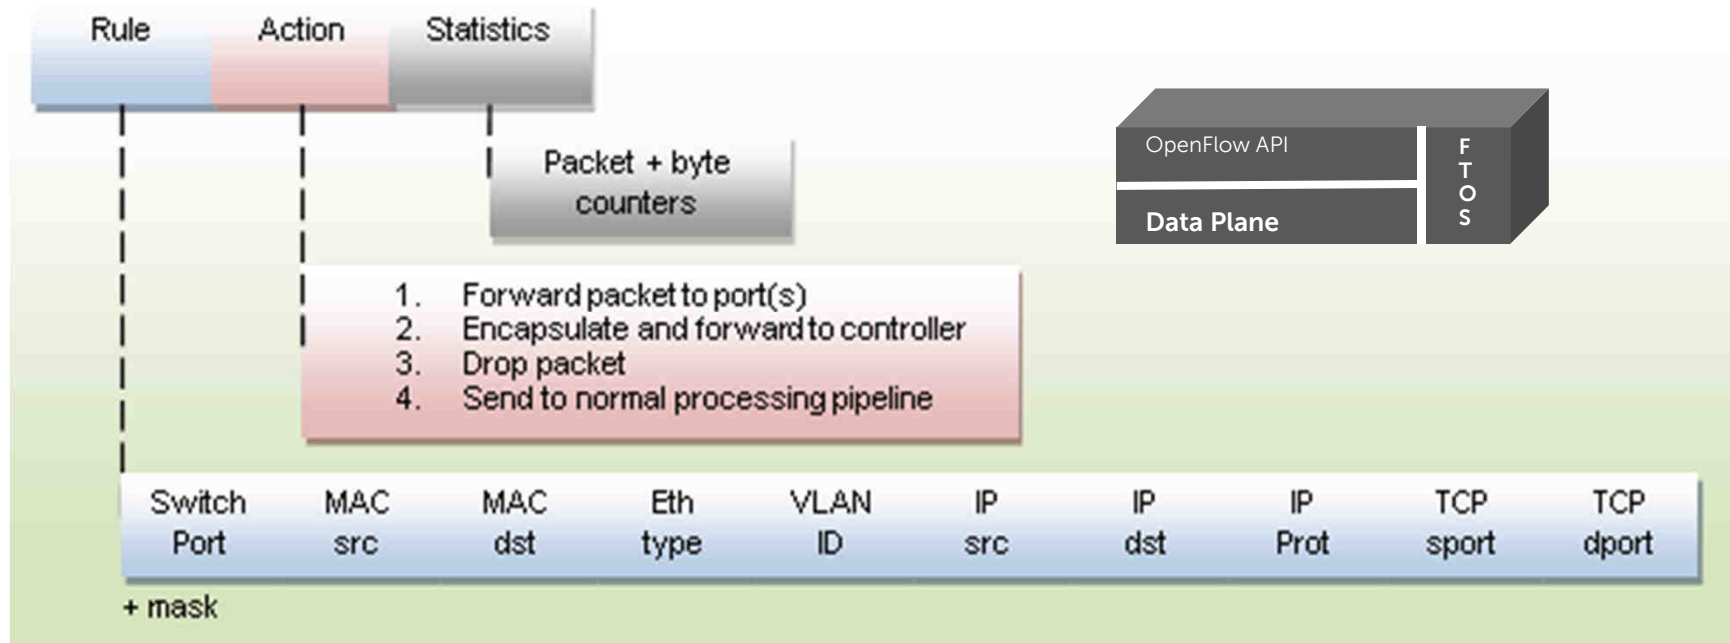 Rule Action Statistics
Packet + byte
counters
OpenFlow API
Data Plane
F
T
O
S
1. Forward packet to port(s)
2. Encapsulate and forward to controller
3. Drop packet
4. Send to normal processing pipeline
Switch MAC MAC Eth VLAN IP IP IP TCP TCP
Port src dst type ID src dst Prot sport dport
+ mask